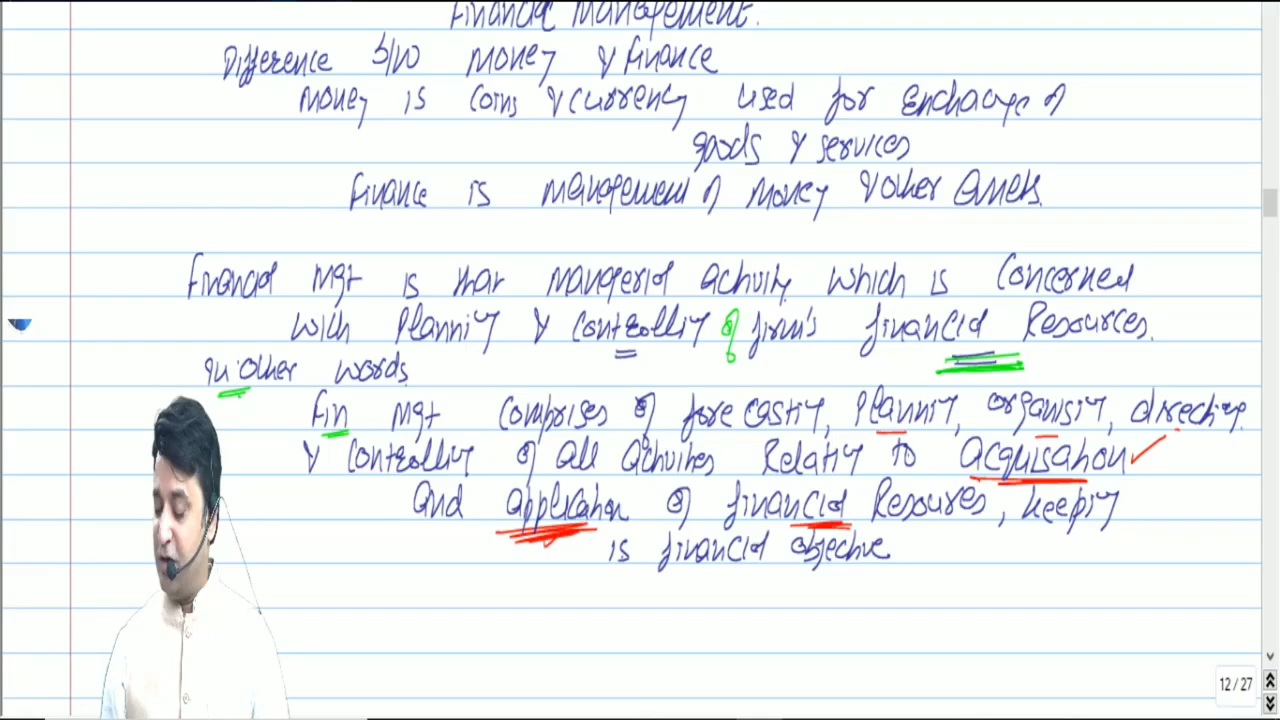 Financial Management.
Difference b/w money & finance
money is coins & currency used for Exchange of
goods & services
finance is management of money & other Assets.
financial mgt is that managerial activity which is Concerned
with planning & controlling of firm's financial Resources.
In other words
Fin mgt comprises of forecasting, planning, organising, directing
& controlling of all activities Relating to acquisation
And application of financial Resources, keeping
is financial objective
12 / 27